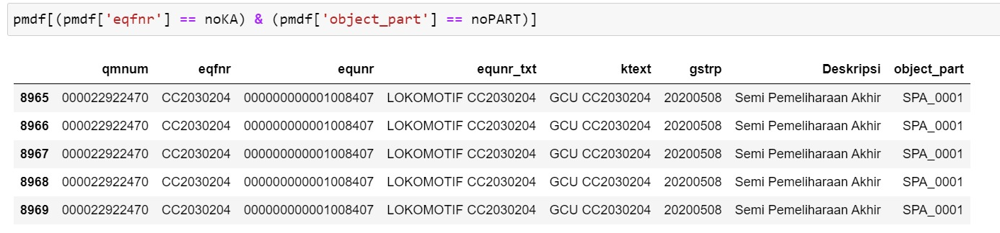 pmdf[(pmdf['eqfnr'] == noKA) & (pmdf['object_part'] == noPART)]
qmnum eqfnr equnr equnr_txt ktext gstrp Deskripsi object_part
8965 000022922470 CC2030204 000000000001008407 LOKOMOTIF CC2030204 GCU CC2030204 20200508 Semi Pemeliharaan Akhir SPA_0001
8966 000022922470 CC2030204 000000000001008407 LOKOMOTIF CC2030204 GCU CC2030204 20200508 Semi Pemeliharaan Akhir SPA_0001
8967 000022922470 CC2030204 000000000001008407 LOKOMOTIF CC2030204 GCU CC2030204 20200508 Semi Pemeliharaan Akhir SPA_0001
8968 000022922470 CC2030204 000000000001008407 LOKOMOTIF CC2030204 GCU CC2030204 20200508 Semi Pemeliharaan Akhir SPA_0001
8969 000022922470 CC2030204 000000000001008407 LOKOMOTIF CC2030204 GCU CC2030204 20200508 Semi Pemeliharaan Akhir SPA_0001